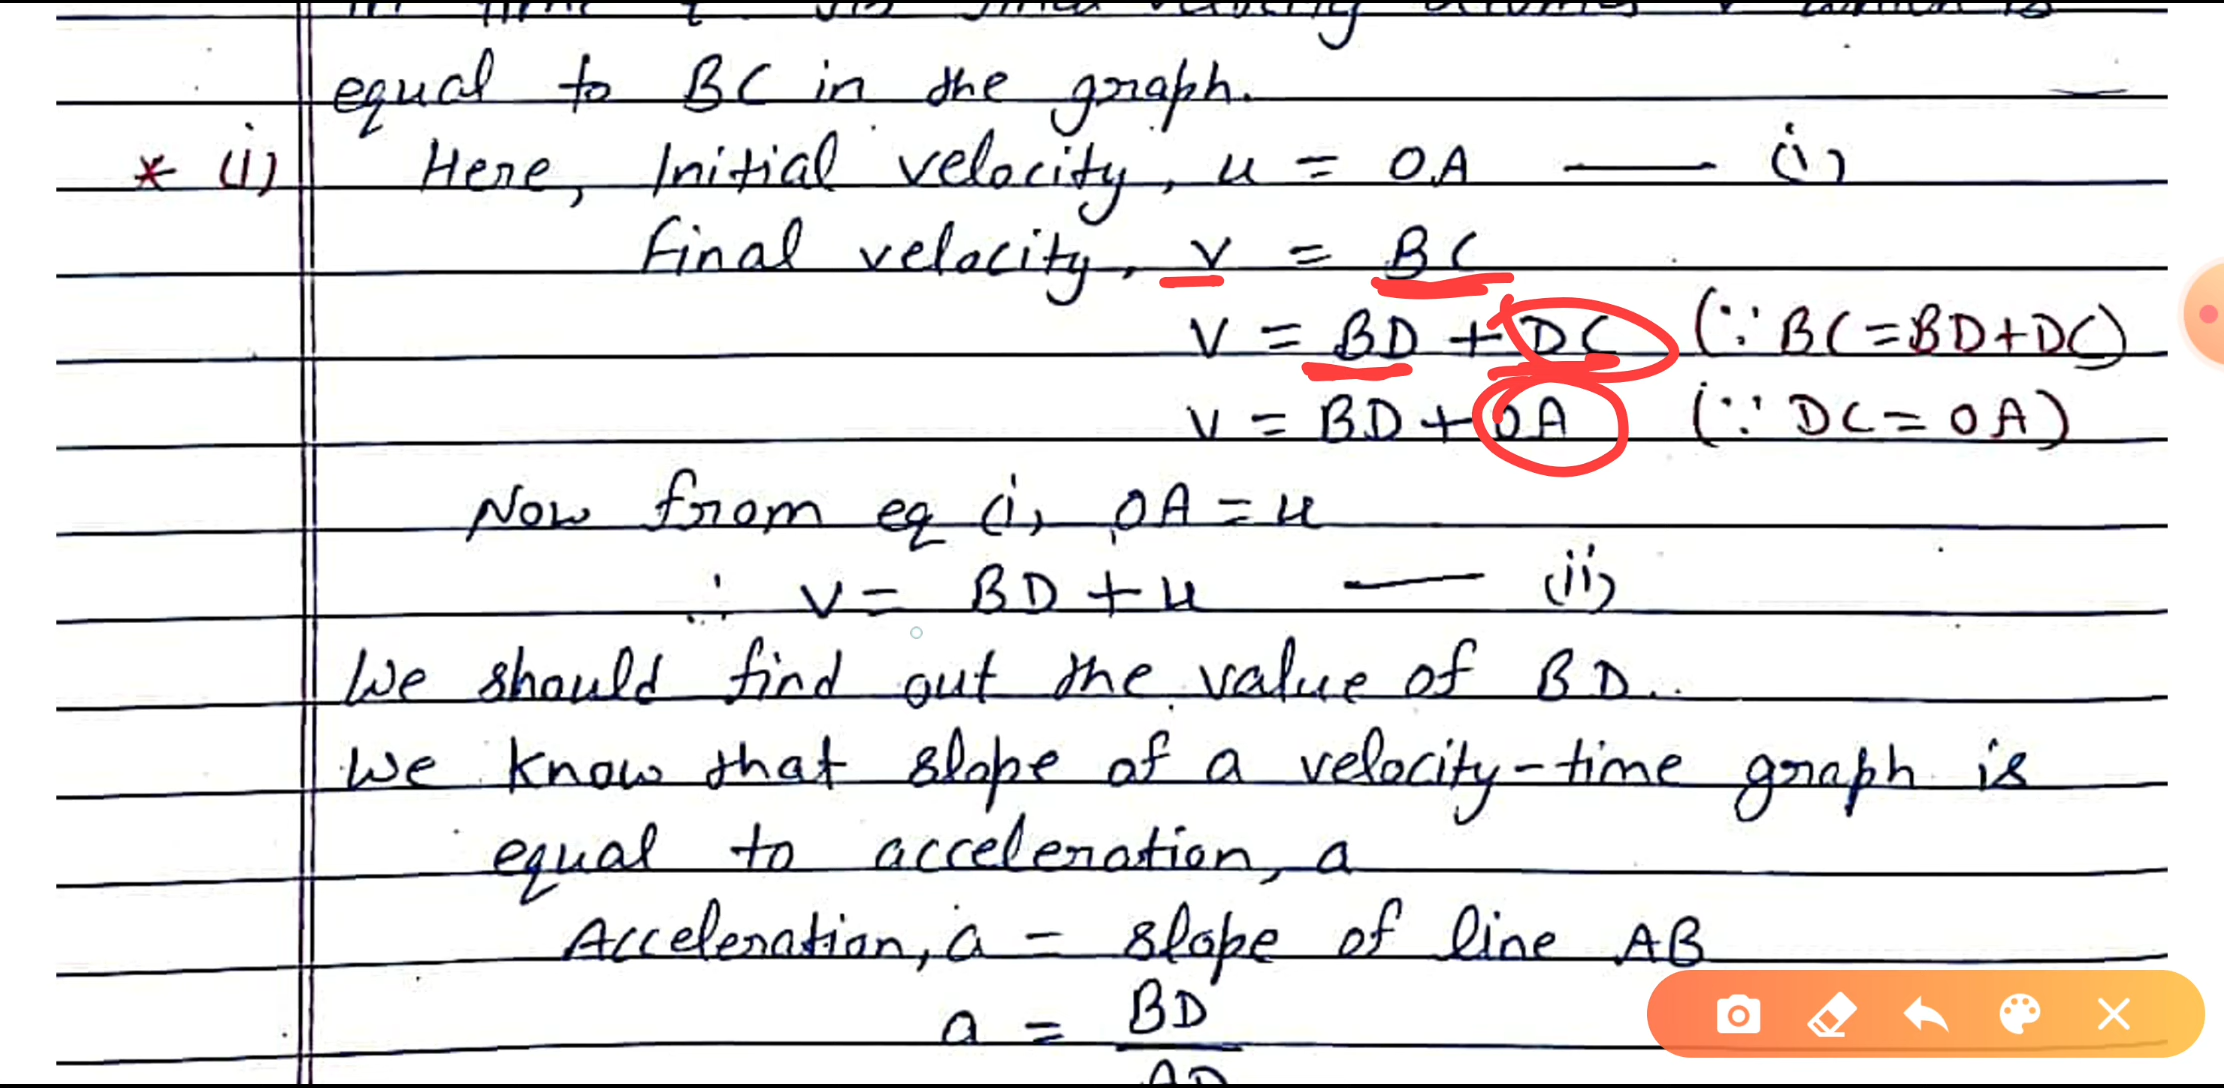 equal to BC in the graph.
* (i) Here, Initial velocity, u = OA — (i)
Final velocity, v = BC
v = BD + DC (∵ BC = BD + DC)
v = BD + OA (∵ DC = OA)
Now from eq (i), OA = u
∴ v = BD + u — (ii)
We should find out the value of BD..
We know that slope of a velocity-time graph is
equal to acceleration, a
Acceleration, a = slope of line AB
a = BD